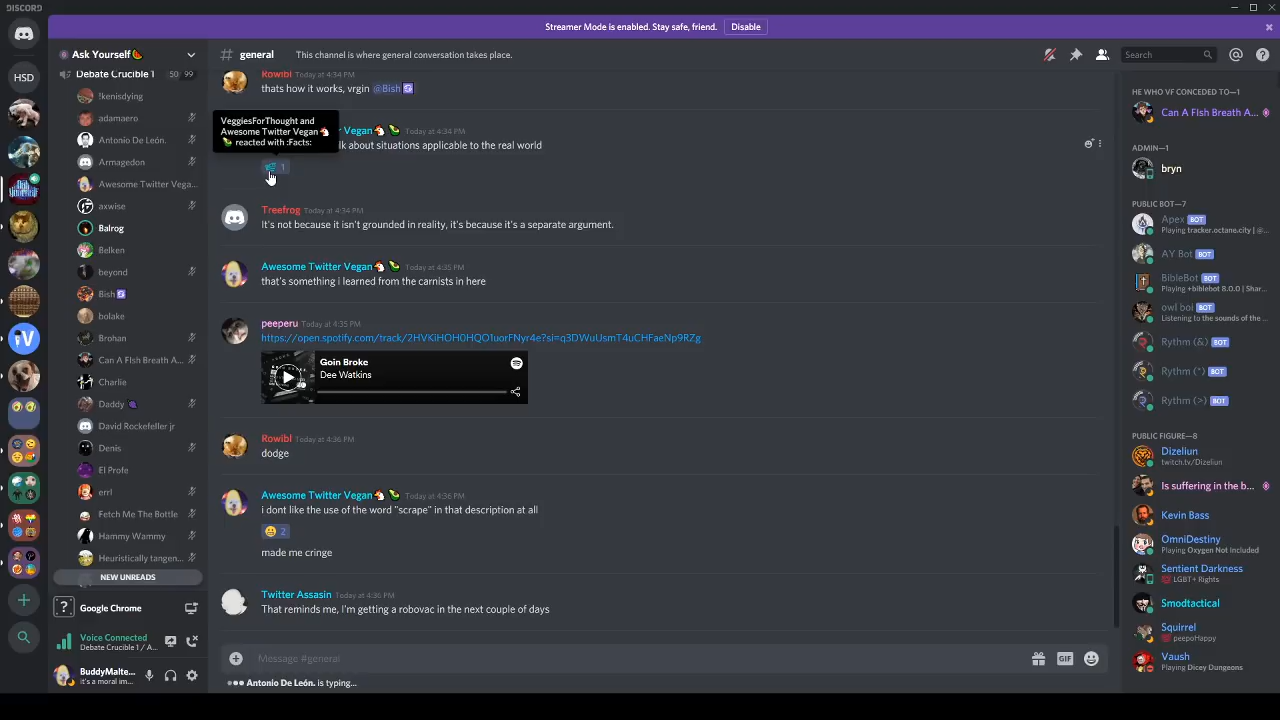 DISCORD
Streamer Mode is enabled. Stay safe, friend.
Disable
Ask Yourself
# general
This channel is where general conversation takes place.
Search
HSD
Debate Crucible 1
50 99
!kenisdying
adamaero
Antonio De León.
Armagedon
Awesome Twitter Vega...
axwise
Balrog
Belken
beyond
Bish
bolake
Brohan
Can A FIsh Breath A...
Charlie
Daddy
David Rockefeller jr
Denis
El Profe
errl
Fetch Me The Bottle
Hammy Wammy
Heuristically tangen...
NEW UNREADS
Google Chrome
Voice Connected
Debate Crucible 1 / A...
BuddyMalte...
it's a moral im...
Rowibl Today at 4:34 PM
thats how it works, vrgin @Bish
VeggiesForThought and
Awesome Twitter Vegan
reacted with :Facts:
r Vegan Today at 4:34 PM
lk about situations applicable to the real world
1
Treefrog Today at 4:34 PM
It's not because it isn't grounded in reality, it's because it's a separate argument.
Awesome Twitter Vegan Today at 4:35 PM
that's something i learned from the carnists in here
peeperu Today at 4:35 PM
https://open.spotify.com/track/2HVKiHOH0HQO1uorFNyr4e?si=q3DWuUsmT4uCHFaeNp9RZg
Goin Broke
Dee Watkins
Rowibl Today at 4:36 PM
dodge
Awesome Twitter Vegan Today at 4:36 PM
i dont like the use of the word "scrape" in that description at all
2
made me cringe
Twitter Assasin Today at 4:36 PM
That reminds me, I'm getting a robovac in the next couple of days
Message #general
GIF
Antonio De León. is typing...
HE WHO VF CONCEDED TO—1
Can A FIsh Breath A...
ADMIN—1
bryn
PUBLIC BOT—7
Apex BOT
Playing tracker.octane.city | @...
AY Bot BOT
BibleBot BOT
Playing +biblebot 8.0.0 | Shar...
owl boi BOT
Listening to the sounds of the ...
Rythm (&) BOT
Rythm (*) BOT
Rythm (>) BOT
PUBLIC FIGURE—8
Dizeliun
twitch.tv/Dizeliun
Is suffering in the b...
Kevin Bass
OmniDestiny
Playing Oxygen Not Included
Sentient Darkness
LGBT+ Rights
Smodtactical
Squirrel
peepoHappy
Vaush
Playing Dicey Dungeons